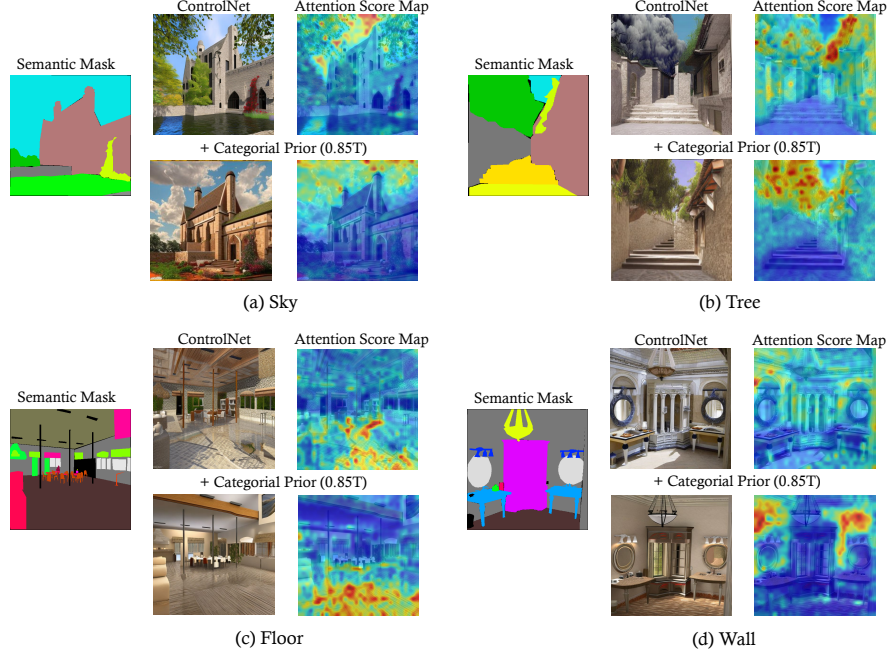 ControlNet
Attention Score Map
Semantic Mask
+ Categorial Prior (0.85T)
(a) Sky
ControlNet
Attention Score Map
Semantic Mask
+ Categorial Prior (0.85T)
(b) Tree
ControlNet
Attention Score Map
Semantic Mask
+ Categorial Prior (0.85T)
(c) Floor
ControlNet
Attention Score Map
Semantic Mask
+ Categorial Prior (0.85T)
(d) Wall